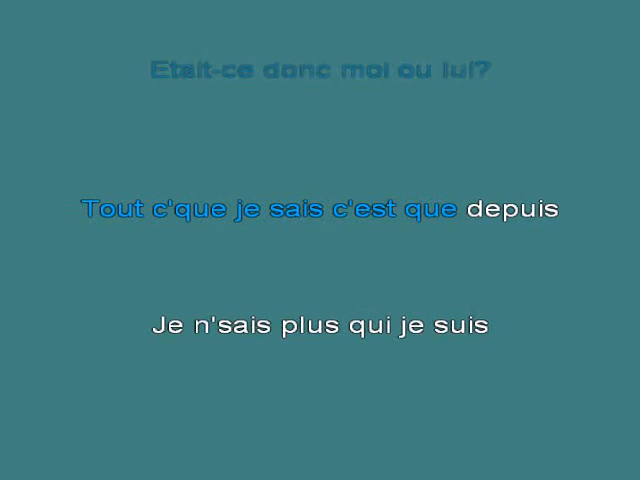 Etait-ce donc moi ou lui?
Tout c'que je sais c'est que depuis
Je n'sais plus qui je suis